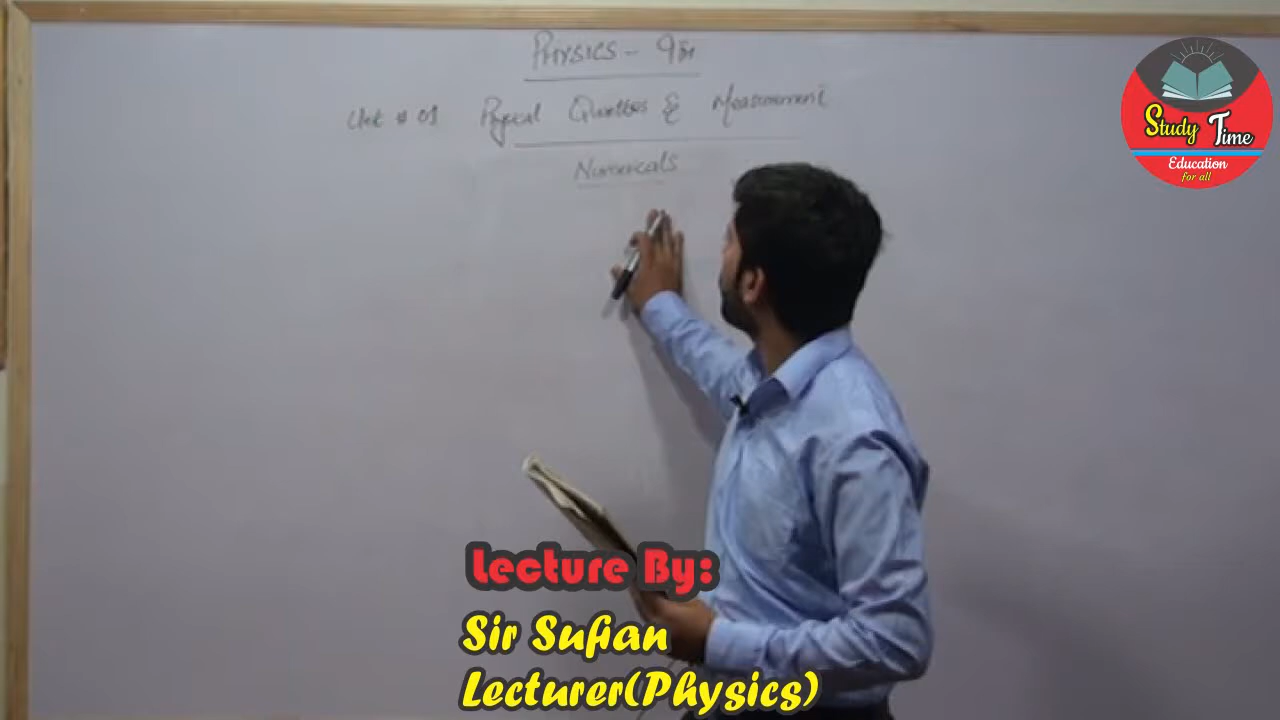 PHYSICS - 9th
Unit # 01 Physical Quantities & Measurement
Numericals
Study Time
Education
for all
Lecture By:
Sir Sufian
Lecturer(Physics)